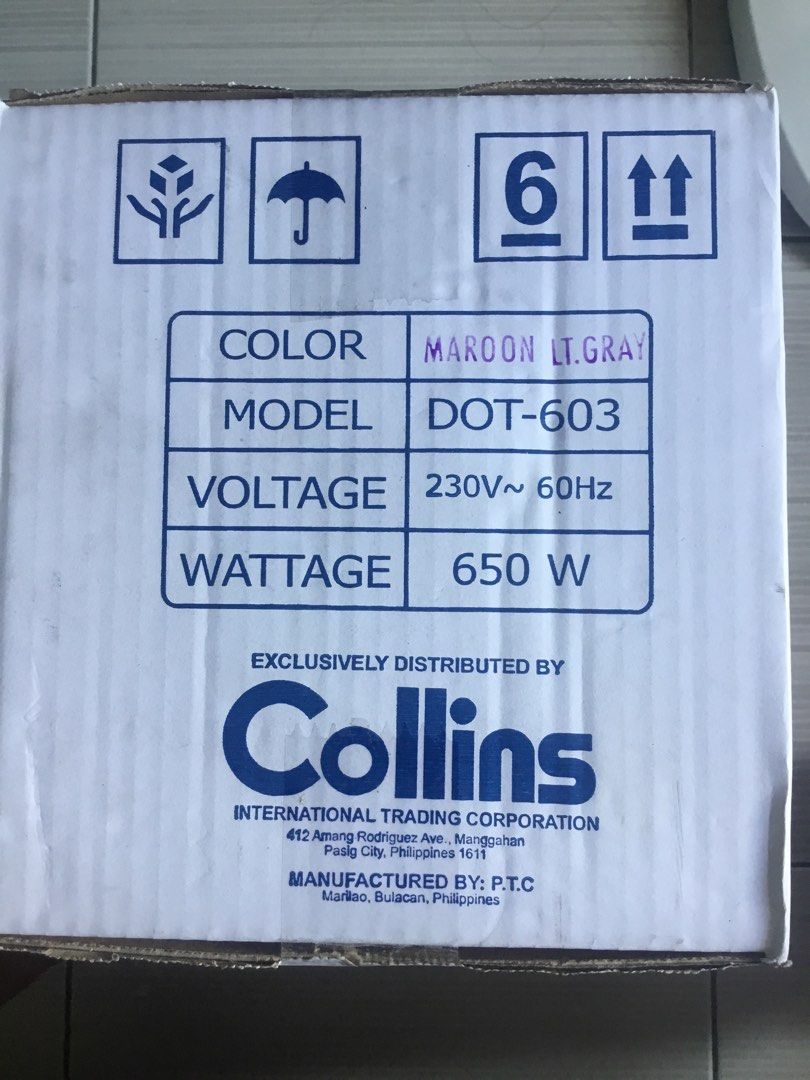 6
COLOR MAROON LT.GRAY
MODEL DOT-603
VOLTAGE 230V~ 60Hz
WATTAGE 650 W
EXCLUSIVELY DISTRIBUTED BY
Collins
INTERNATIONAL TRADING CORPORATION
412 Amang Rodriguez Ave., Manggahan
Pasig City, Philippines 1611
MANUFACTURED BY: P.T.C
Marilao, Bulacan, Philippines